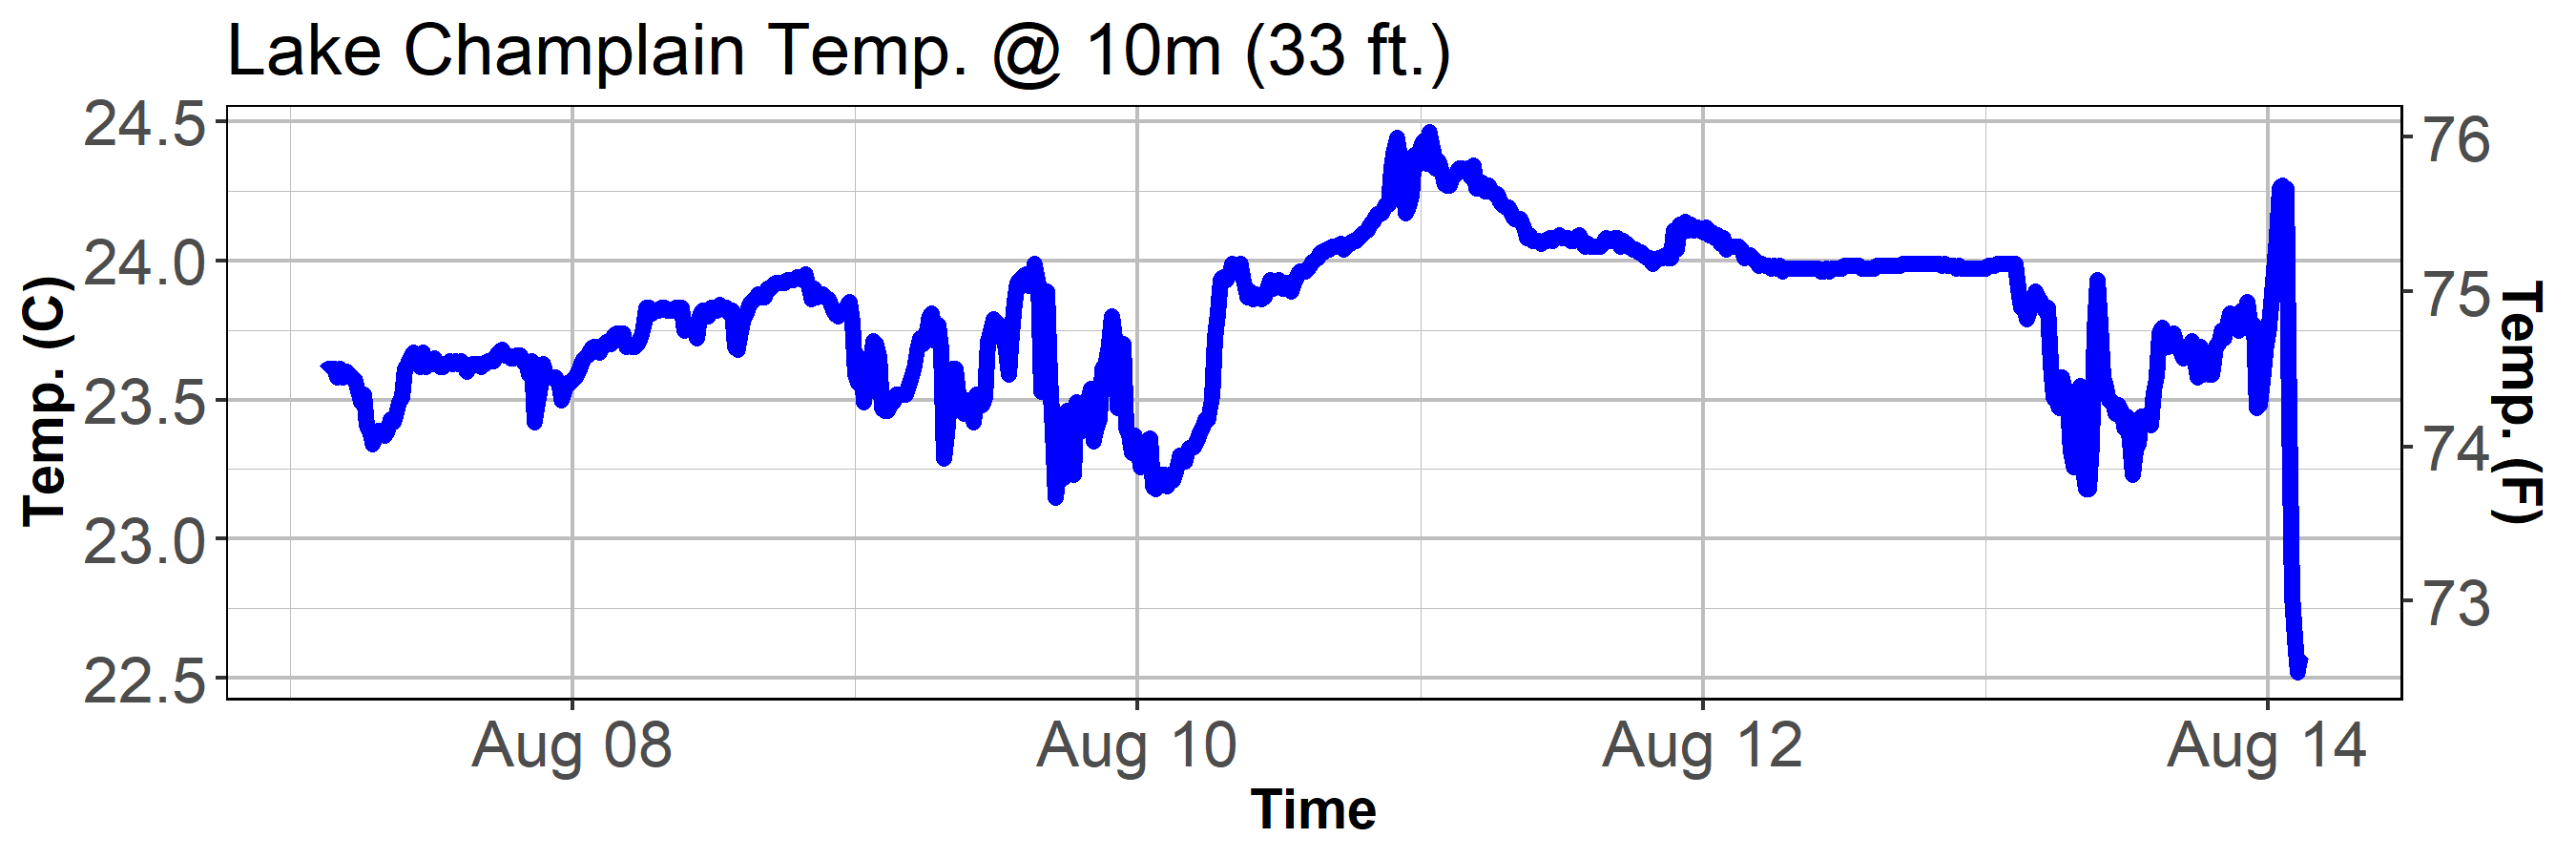 Lake Champlain Temp. @ 10m (33 ft.)
24.5
24.0
23.5
23.0
22.5
Temp. (C)
76
75
74
73
Temp. (F)
Aug 08 Aug 10 Aug 12 Aug 14
Time